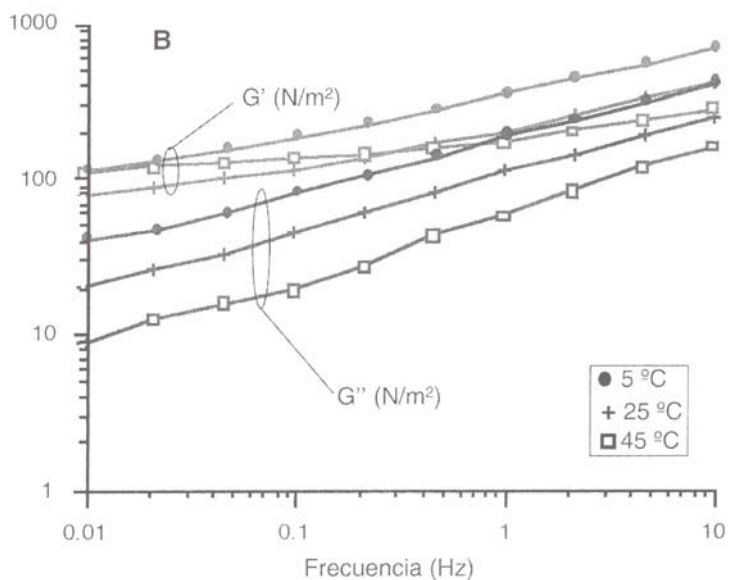 1000
B
G' (N/m²)
100
10
G'' (N/m²)
5 ºC
25 ºC
45 ºC
1
0.01
0.1
1
10
Frecuencia (Hz)